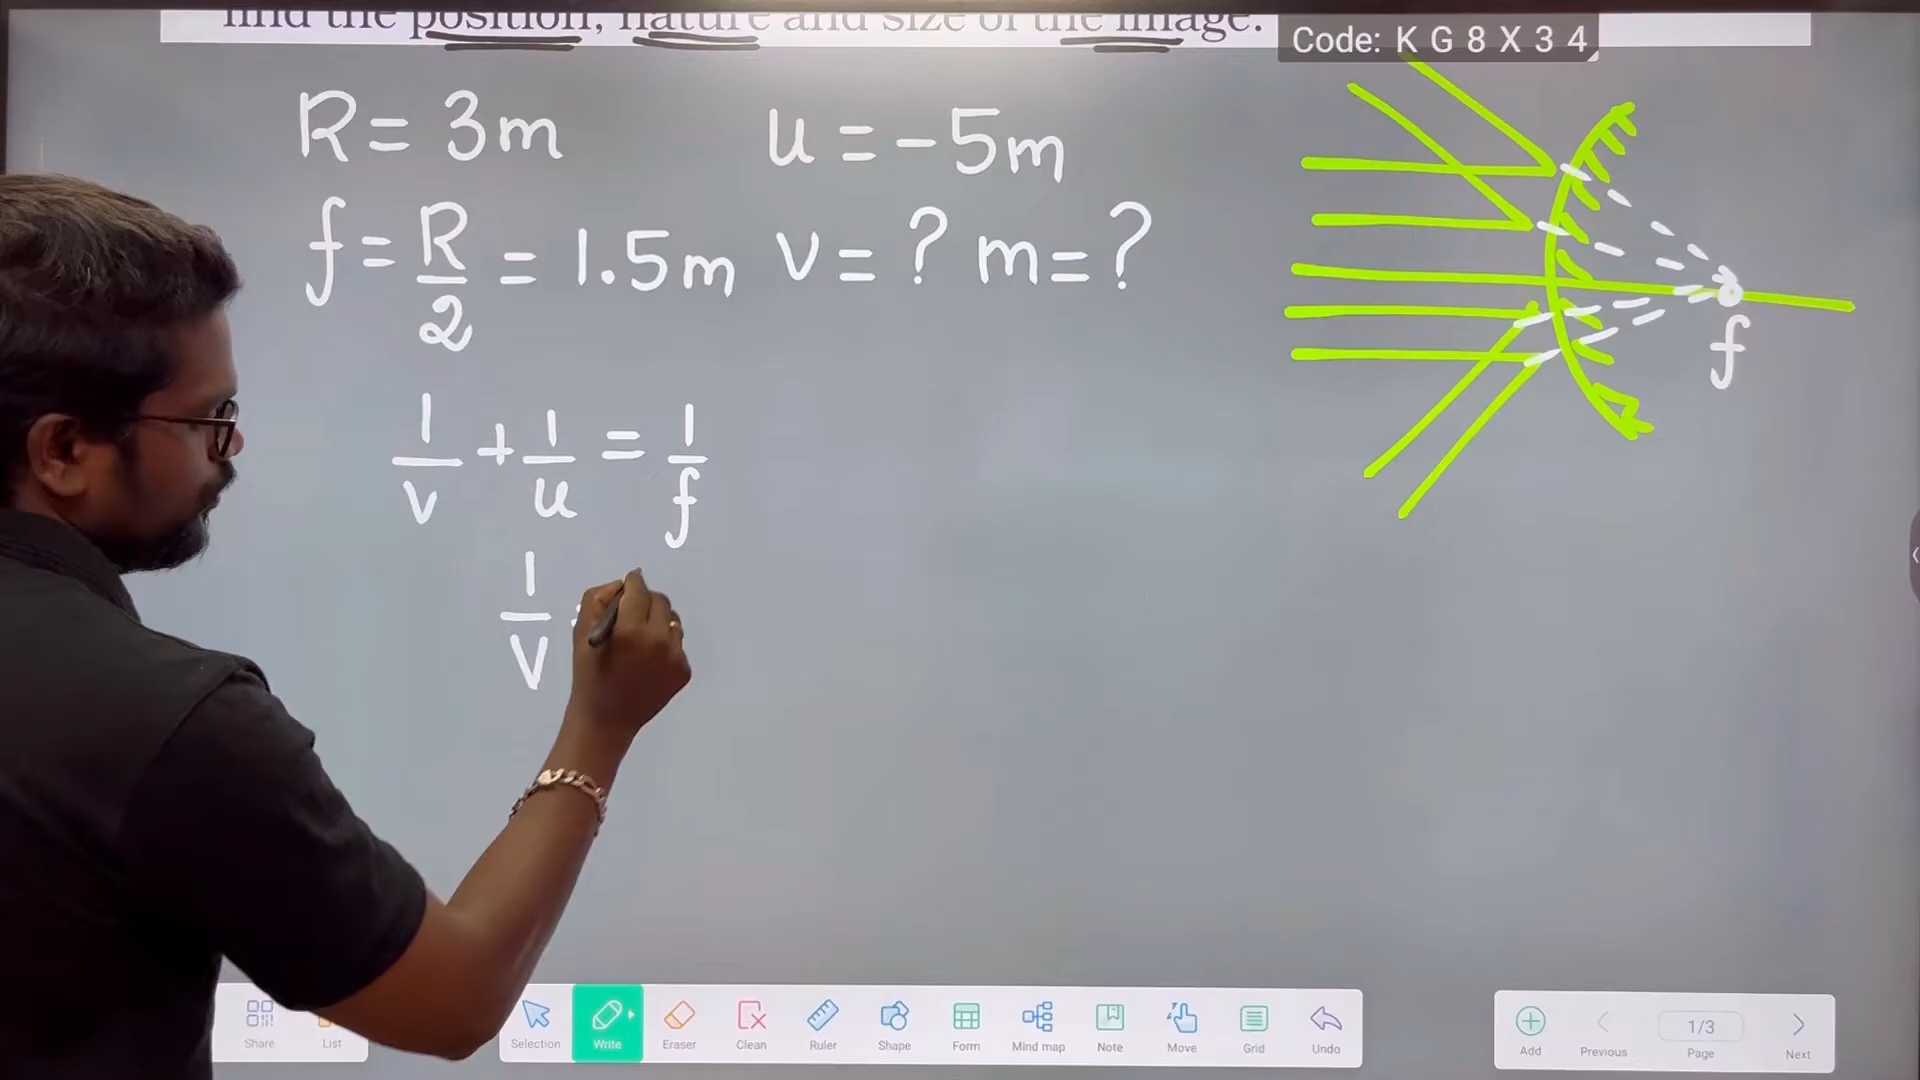 find the position, nature and size of the image.
Code: K G 8 X 3 4
R = 3m
u = -5m
f = R/2 = 1.5m
v = ? m = ?
f
1/v + 1/u = 1/f
1/v
Share
List
Selection
Write
Eraser
Clean
Ruler
Shape
Form
Mind map
Note
Move
Grid
Undo
Add
Previous
1/3
Page
Next